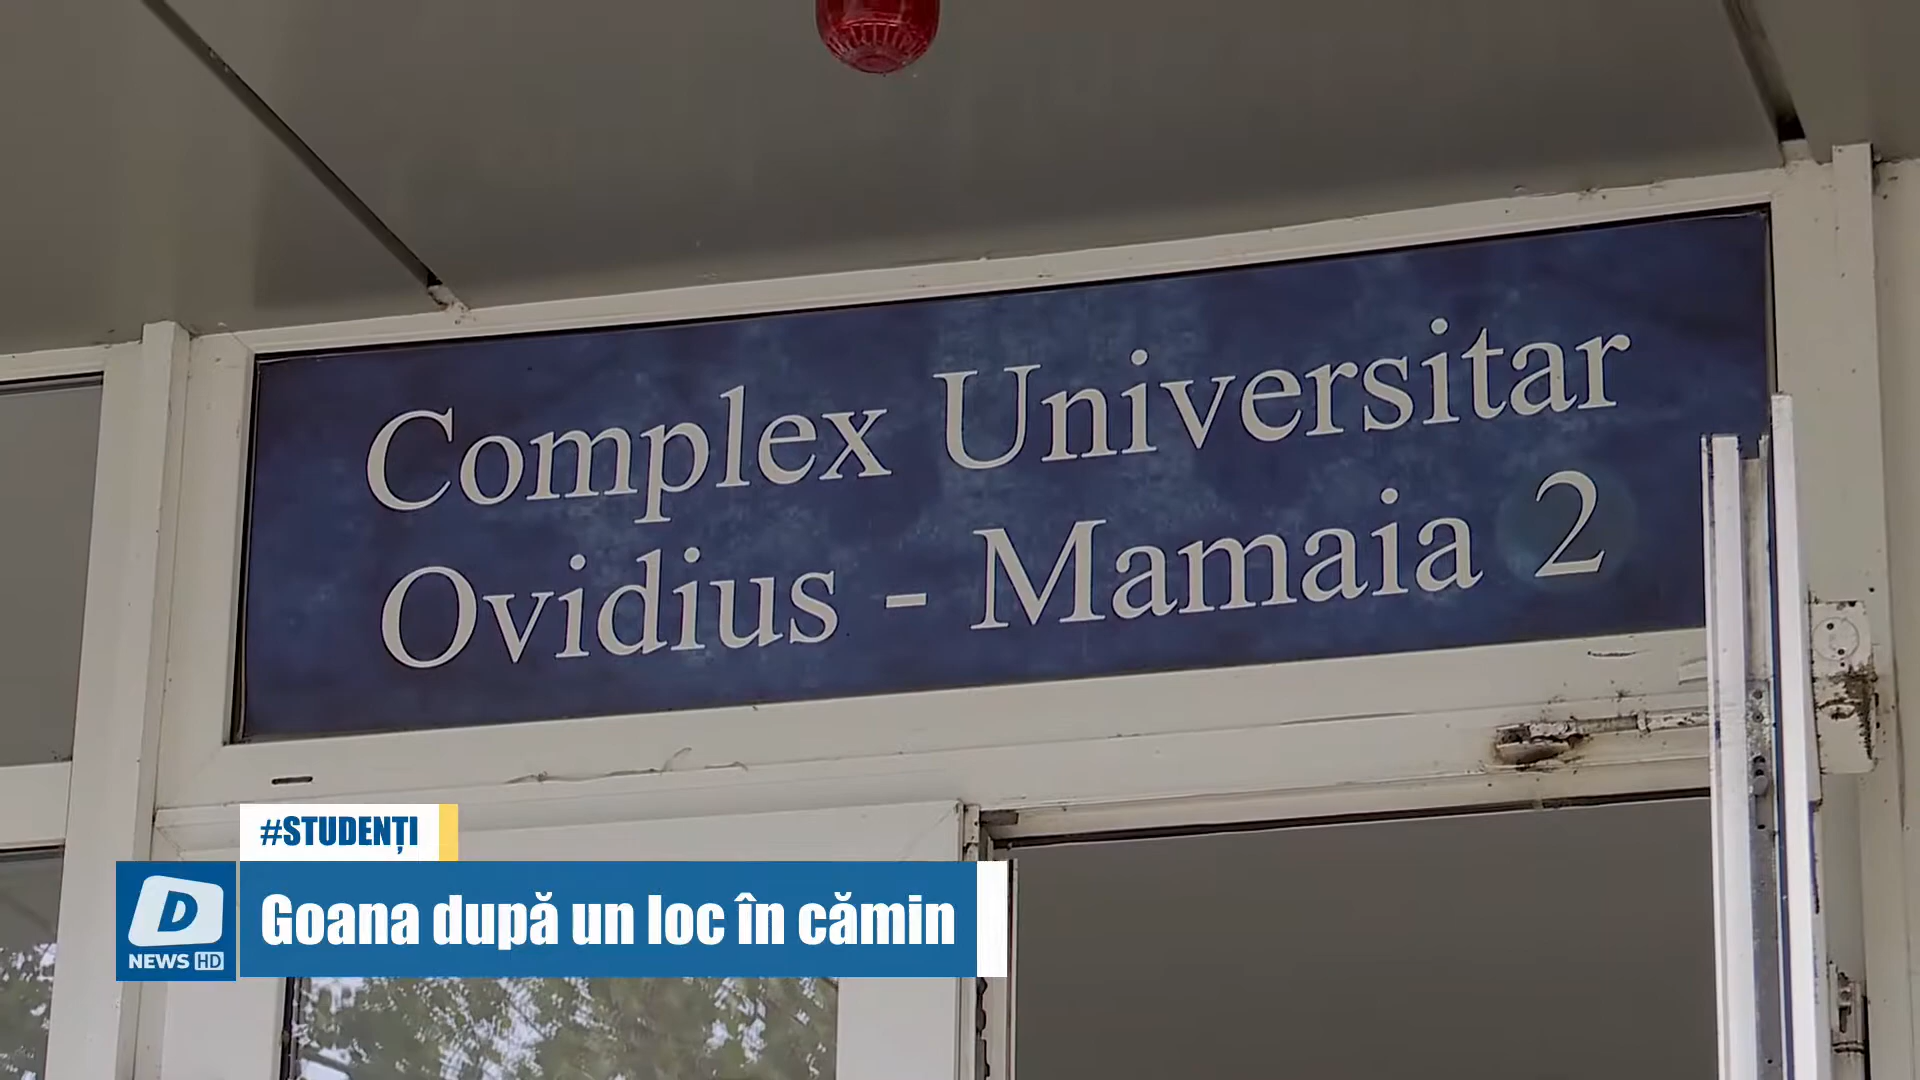 Complex Universitar
Ovidius - Mamaia 2
#STUDENȚI
Goana după un loc în cămin
D
NEWS HD